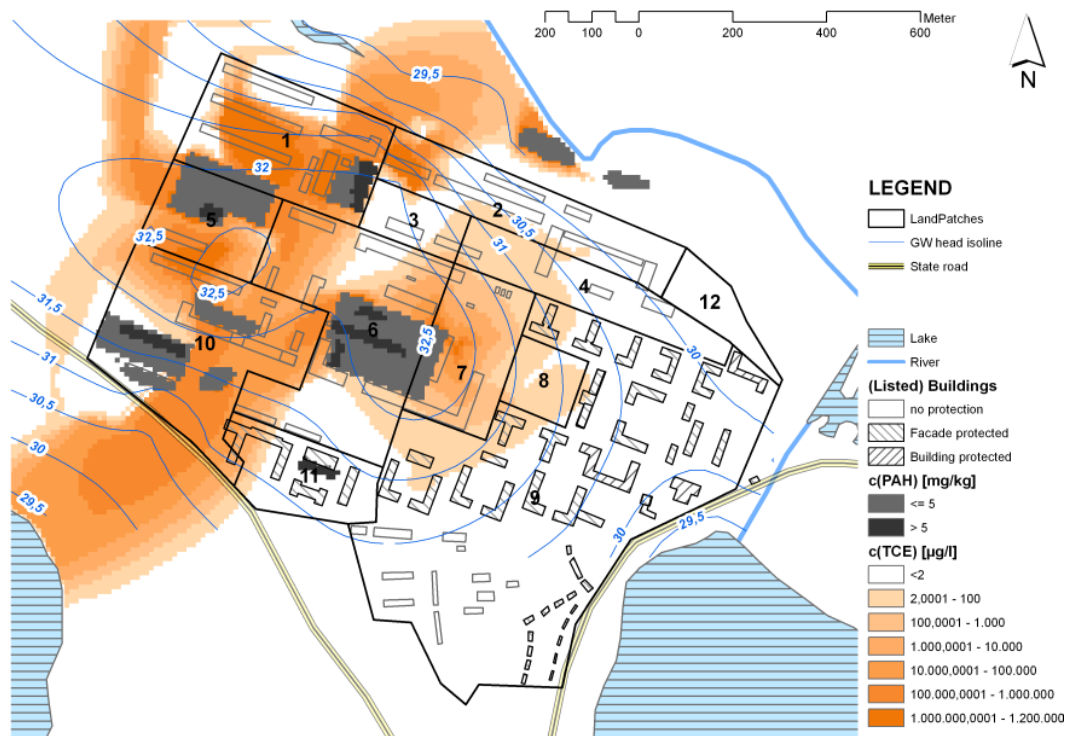 Meter
200 100 0 200 400 600
N
29,5
1
32
2
3
30,5
31
5
32,5
32,5
4
12
31,5
10
6
32,5
7
8
30
31
30,5
30
29,5
11
9
30
29,5
LEGEND
LandPatches
GW head isoline
State road
Lake
River
(Listed) Buildings
no protection
Facade protected
Building protected
c(PAH) [mg/kg]
<= 5
> 5
c(TCE) [µg/l]
<2
2,0001 - 100
100,0001 - 1.000
1.000,0001 - 10.000
10.000,0001 - 100.000
100.000,0001 - 1.000.000
1.000.000,0001 - 1.200.000